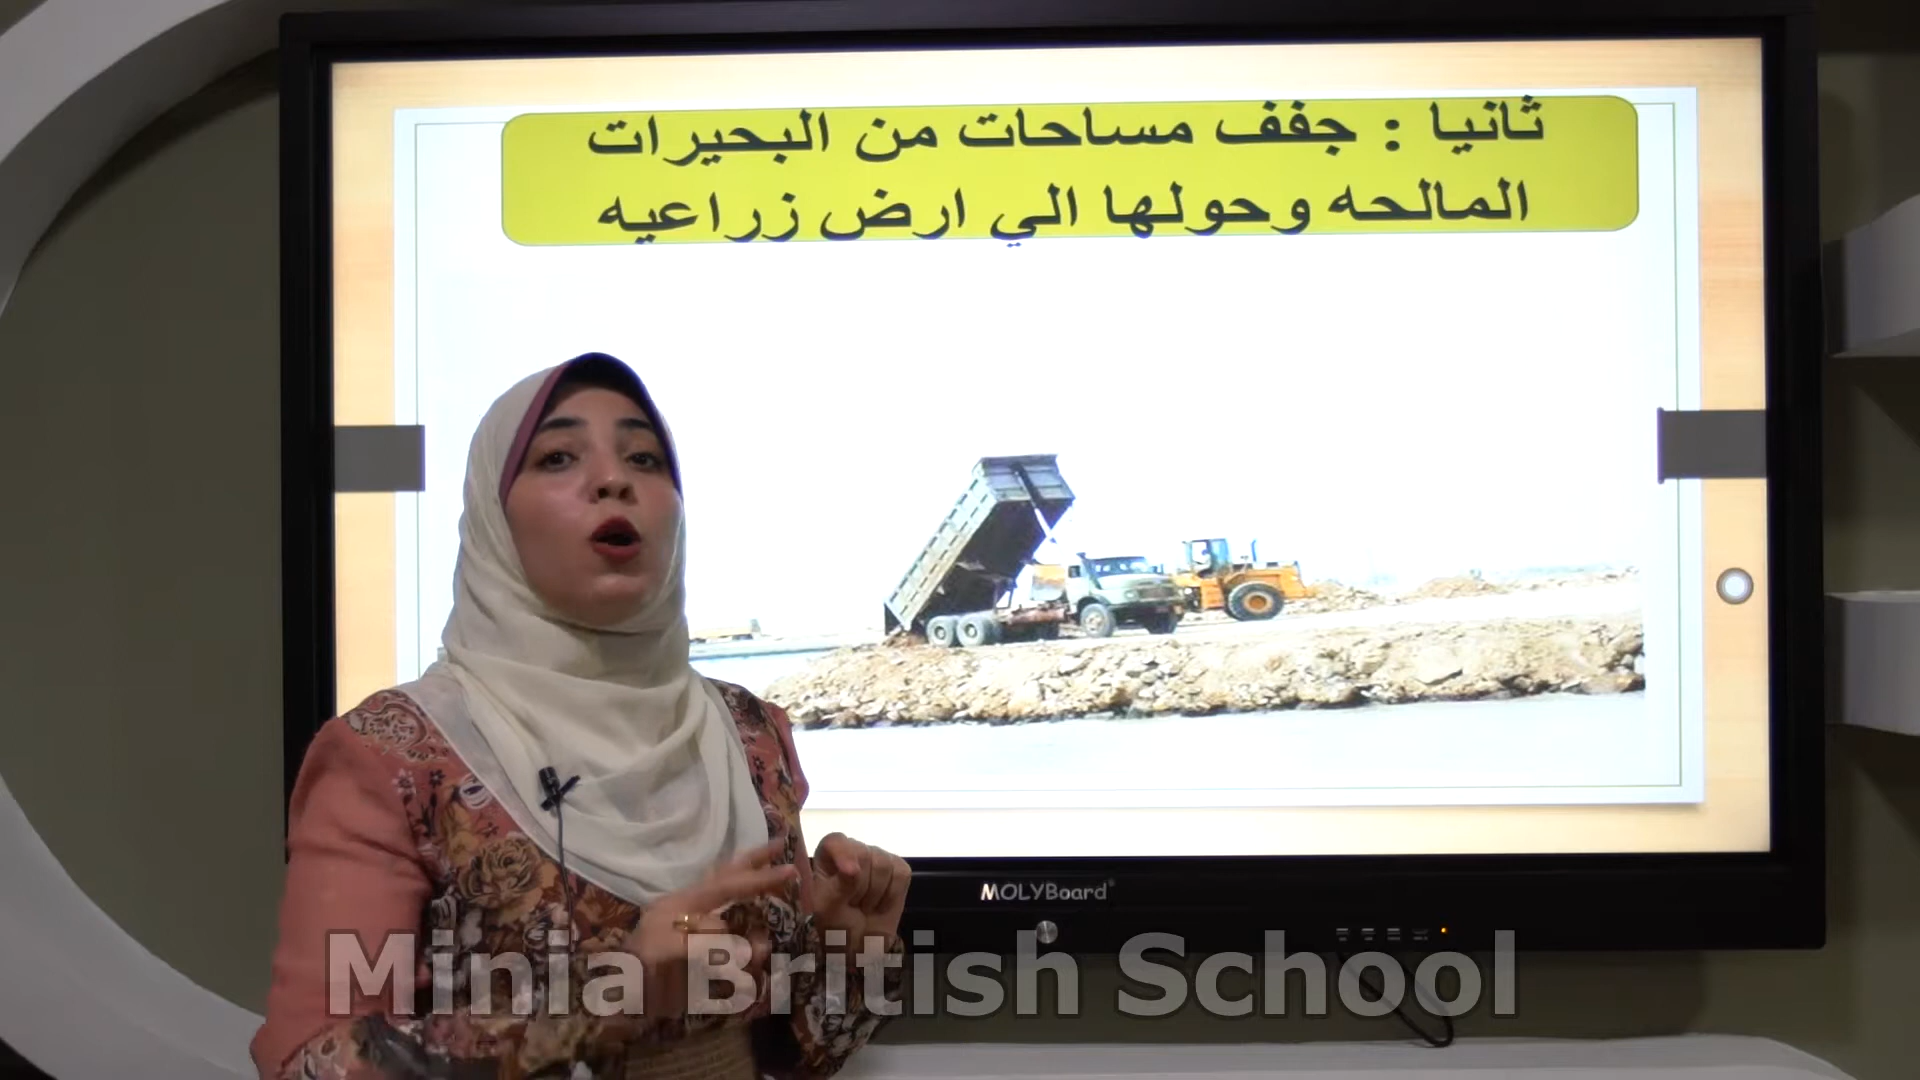 ثانيا : جفف مساحات من البحيرات
المالحه وحولها الي ارض زراعيه
MOLYBoard
Minia British School